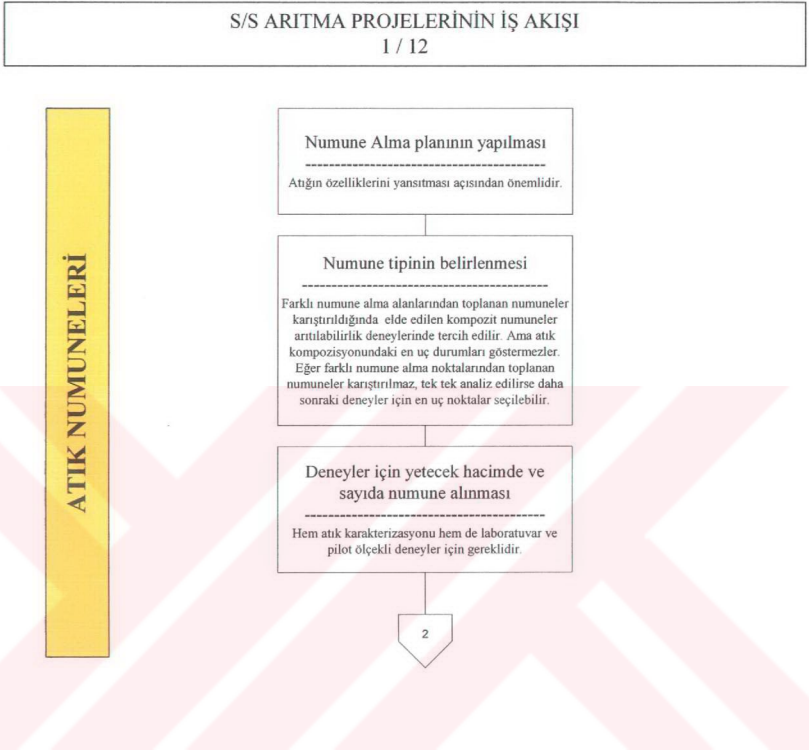 S/S ARITMA PROJELERİNİN İŞ AKIŞI
1 / 12
ATIK NUMUNELERİ
Numune Alma planının yapılması
-----------------------------------------
Atığın özelliklerini yansıtması açısından önemlidir.
Numune tipinin belirlenmesi
------------------------------------------
Farklı numune alma alanlarından toplanan numuneler
karıştırıldığında elde edilen kompozit numuneler
arıtılabilirlik deneylerinde tercih edilir. Ama atık
kompozisyonundaki en uç durumları göstermezler.
Eğer farklı numune alma noktalarından toplanan
numuneler karıştırılmaz, tek tek analiz edilirse daha
sonraki deneyler için en uç noktalar seçilebilir.
Deneyler için yetecek hacimde ve
sayıda numune alınması
-----------------------------------------
Hem atık karakterizasyonu hem de laboratuvar ve
pilot ölçekli deneyler için gereklidir.
2